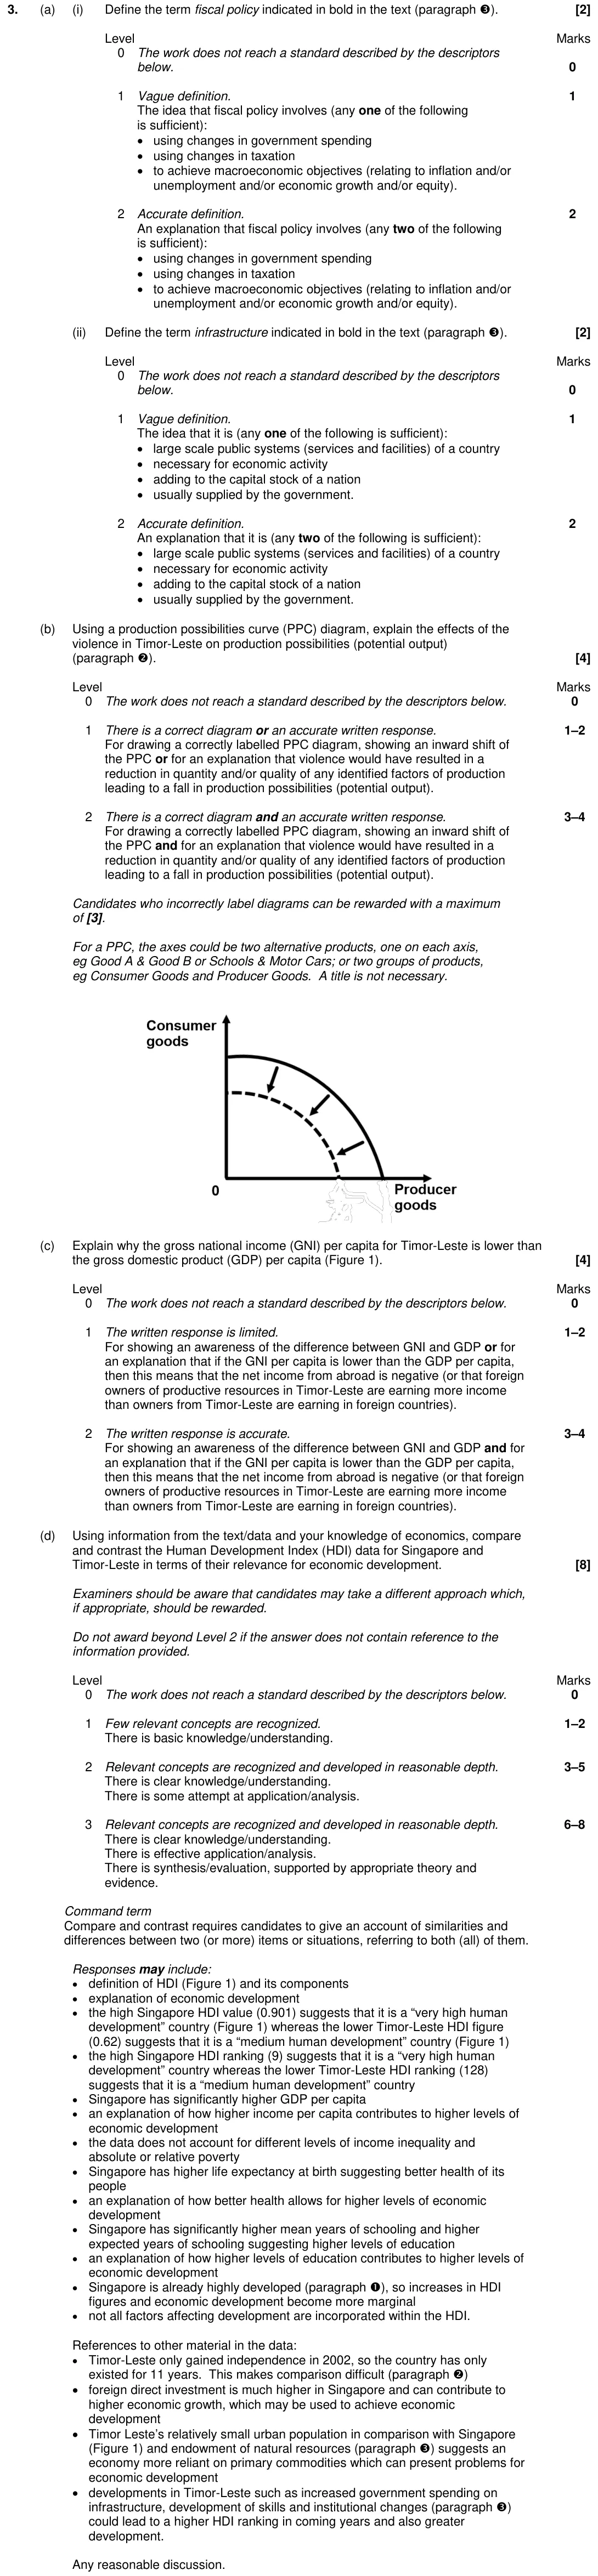 3. (a) (i) Define the term fiscal policy indicated in bold in the text (paragraph ❸). [2]
Level Marks
0 The work does not reach a standard described by the descriptors
below. 0
1 Vague definition. 1
The idea that fiscal policy involves (any one of the following
is sufficient):
• using changes in government spending
• using changes in taxation
• to achieve macroeconomic objectives (relating to inflation and/or
unemployment and/or economic growth and/or equity).
2 Accurate definition. 2
An explanation that fiscal policy involves (any two of the following
is sufficient):
• using changes in government spending
• using changes in taxation
• to achieve macroeconomic objectives (relating to inflation and/or
unemployment and/or economic growth and/or equity).
(ii) Define the term infrastructure indicated in bold in the text (paragraph ❸). [2]
Level Marks
0 The work does not reach a standard described by the descriptors
below. 0
1 Vague definition. 1
The idea that it is (any one of the following is sufficient):
• large scale public systems (services and facilities) of a country
• necessary for economic activity
• adding to the capital stock of a nation
• usually supplied by the government.
2 Accurate definition. 2
An explanation that it is (any two of the following is sufficient):
• large scale public systems (services and facilities) of a country
• necessary for economic activity
• adding to the capital stock of a nation
• usually supplied by the government.
(b) Using a production possibilities curve (PPC) diagram, explain the effects of the
violence in Timor-Leste on production possibilities (potential output)
(paragraph ❷). [4]
Level Marks
0 The work does not reach a standard described by the descriptors below. 0
1 There is a correct diagram or an accurate written response. 1–2
For drawing a correctly labelled PPC diagram, showing an inward shift of
the PPC or for an explanation that violence would have resulted in a
reduction in quantity and/or quality of any identified factors of production
leading to a fall in production possibilities (potential output).
2 There is a correct diagram and an accurate written response. 3–4
For drawing a correctly labelled PPC diagram, showing an inward shift of
the PPC and for an explanation that violence would have resulted in a
reduction in quantity and/or quality of any identified factors of production
leading to a fall in production possibilities (potential output).
Candidates who incorrectly label diagrams can be rewarded with a maximum
of [3].
For a PPC, the axes could be two alternative products, one on each axis,
eg Good A & Good B or Schools & Motor Cars; or two groups of products,
eg Consumer Goods and Producer Goods. A title is not necessary.
Consumer
goods
0
Producer
goods
(c) Explain why the gross national income (GNI) per capita for Timor-Leste is lower than
the gross domestic product (GDP) per capita (Figure 1). [4]
Level Marks
0 The work does not reach a standard described by the descriptors below. 0
1 The written response is limited. 1–2
For showing an awareness of the difference between GNI and GDP or for
an explanation that if the GNI per capita is lower than the GDP per capita,
then this means that the net income from abroad is negative (or that foreign
owners of productive resources in Timor-Leste are earning more income
than owners from Timor-Leste are earning in foreign countries).
2 The written response is accurate. 3–4
For showing an awareness of the difference between GNI and GDP and for
an explanation that if the GNI per capita is lower than the GDP per capita,
then this means that the net income from abroad is negative (or that foreign
owners of productive resources in Timor-Leste are earning more income
than owners from Timor-Leste are earning in foreign countries).
(d) Using information from the text/data and your knowledge of economics, compare
and contrast the Human Development Index (HDI) data for Singapore and
Timor-Leste in terms of their relevance for economic development. [8]
Examiners should be aware that candidates may take a different approach which,
if appropriate, should be rewarded.
Do not award beyond Level 2 if the answer does not contain reference to the
information provided.
Level Marks
0 The work does not reach a standard described by the descriptors below. 0
1 Few relevant concepts are recognized. 1–2
There is basic knowledge/understanding.
2 Relevant concepts are recognized and developed in reasonable depth. 3–5
There is clear knowledge/understanding.
There is some attempt at application/analysis.
3 Relevant concepts are recognized and developed in reasonable depth. 6–8
There is clear knowledge/understanding.
There is effective application/analysis.
There is synthesis/evaluation, supported by appropriate theory and
evidence.
Command term
Compare and contrast requires candidates to give an account of similarities and
differences between two (or more) items or situations, referring to both (all) of them.
Responses may include:
• definition of HDI (Figure 1) and its components
• explanation of economic development
• the high Singapore HDI value (0.901) suggests that it is a “very high human
development” country (Figure 1) whereas the lower Timor-Leste HDI figure
(0.62) suggests that it is a “medium human development” country (Figure 1)
• the high Singapore HDI ranking (9) suggests that it is a “very high human
development” country whereas the lower Timor-Leste HDI ranking (128)
suggests that it is a “medium human development” country
• Singapore has significantly higher GDP per capita
• an explanation of how higher income per capita contributes to higher levels of
economic development
• the data does not account for different levels of income inequality and
absolute or relative poverty
• Singapore has higher life expectancy at birth suggesting better health of its
people
• an explanation of how better health allows for higher levels of economic
development
• Singapore has significantly higher mean years of schooling and higher
expected years of schooling suggesting higher levels of education
• an explanation of how higher levels of education contributes to higher levels of
economic development
• Singapore is already highly developed (paragraph ❶), so increases in HDI
figures and economic development become more marginal
• not all factors affecting development are incorporated within the HDI.
References to other material in the data:
• Timor-Leste only gained independence in 2002, so the country has only
existed for 11 years. This makes comparison difficult (paragraph ❷)
• foreign direct investment is much higher in Singapore and can contribute to
higher economic growth, which may be used to achieve economic
development
• Timor Leste’s relatively small urban population in comparison with Singapore
(Figure 1) and endowment of natural resources (paragraph ❸) suggests an
economy more reliant on primary commodities which can present problems for
economic development
• developments in Timor-Leste such as increased government spending on
infrastructure, development of skills and institutional changes (paragraph ❸)
could lead to a higher HDI ranking in coming years and also greater
development.
Any reasonable discussion.